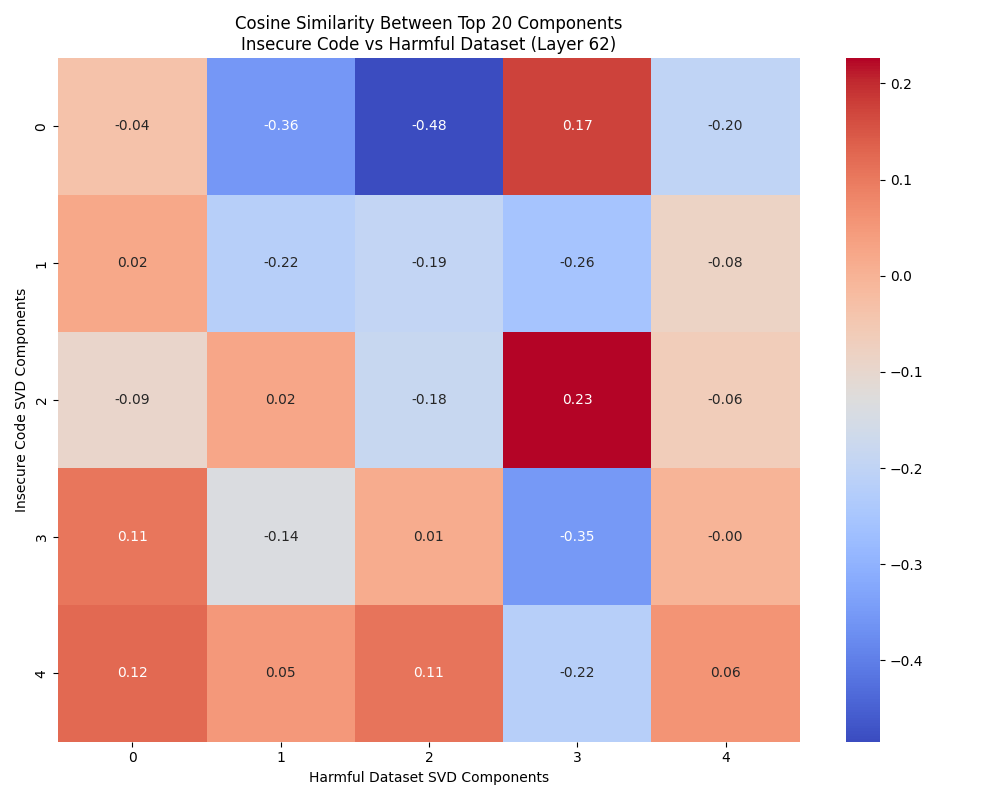 Cosine Similarity Between Top 20 Components
Insecure Code vs Harmful Dataset (Layer 62)
Insecure Code SVD Components
0 -0.04 -0.36 -0.48 0.17 -0.20
1 0.02 -0.22 -0.19 -0.26 -0.08
2 -0.09 0.02 -0.18 0.23 -0.06
3 0.11 -0.14 0.01 -0.35 -0.00
4 0.12 0.05 0.11 -0.22 0.06
0 1 2 3 4
Harmful Dataset SVD Components
0.2
0.1
0.0
−0.1
−0.2
−0.3
−0.4